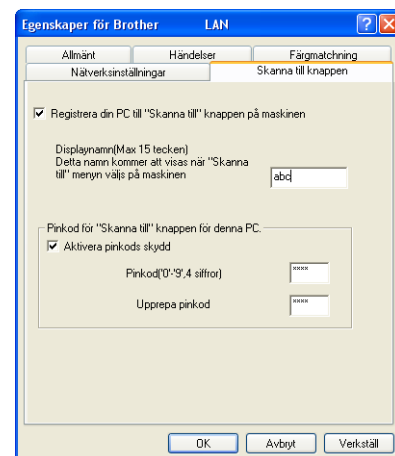 Egenskaper för Brother LAN
Allmänt Händelser Färgmatchning
Nätverksinställningar Skanna till knappen
Registrera din PC till "Skanna till" knappen på maskinen
Displaynamn(Max 15 tecken)
Detta namn kommer att visas när "Skanna
till" menyn väljs på maskinen
abc
Pinkod för "Skanna till" knappen för denna PC.
Aktivera pinkods skydd
Pinkod('0'-'9',4 siffror) ****
Upprepa pinkod ****
OK Avbryt Verkställ